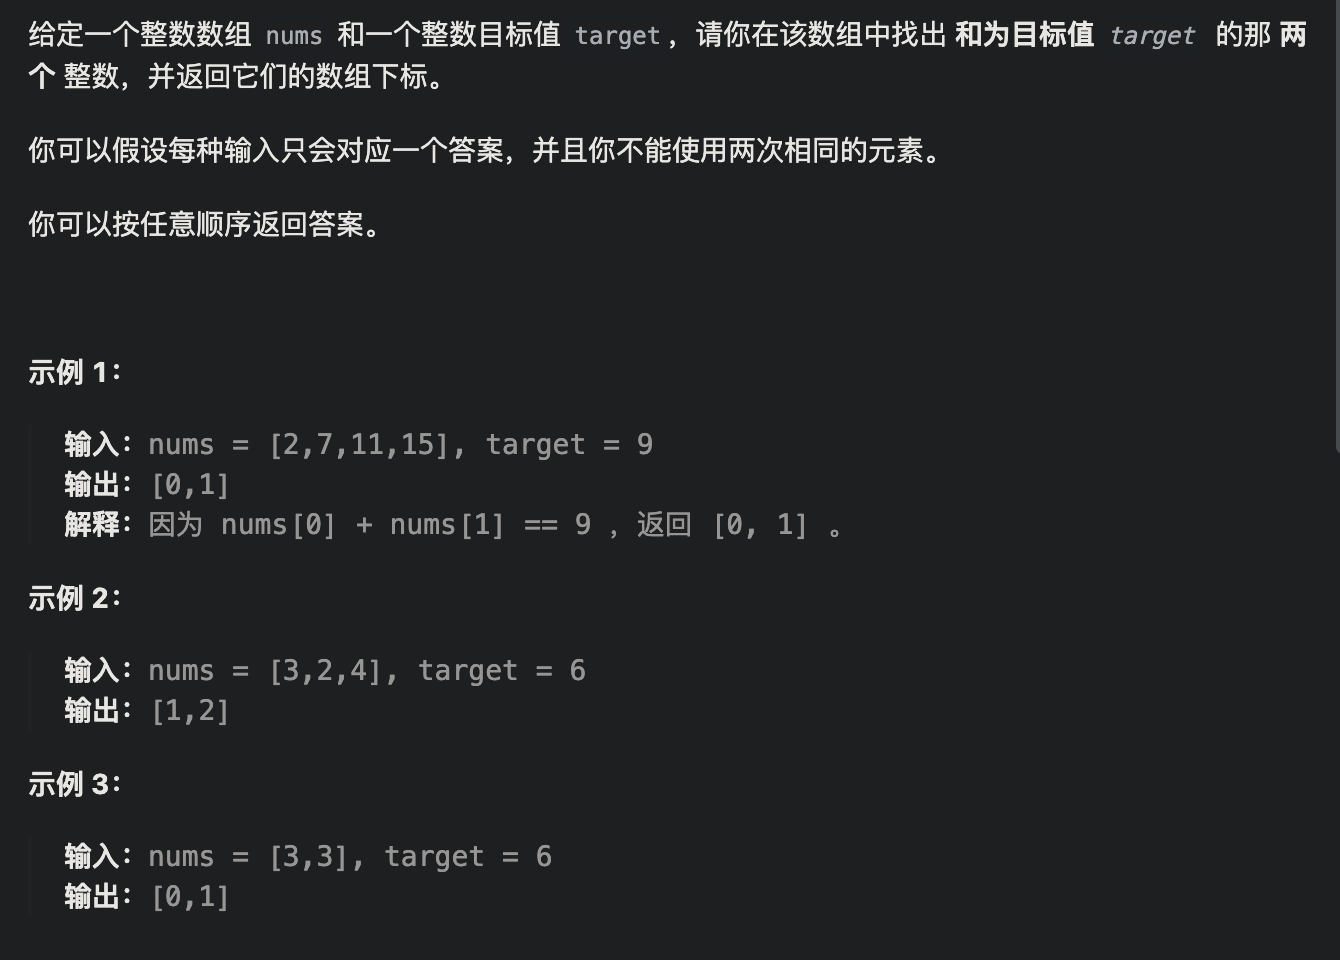 给定一个整数数组 nums 和一个整数目标值 target，请你在该数组中找出 和为目标值 target 的那 两
个 整数，并返回它们的数组下标。
你可以假设每种输入只会对应一个答案，并且你不能使用两次相同的元素。
你可以按任意顺序返回答案。
示例 1：
输入：nums = [2,7,11,15], target = 9
输出：[0,1]
解释：因为 nums[0] + nums[1] == 9 ，返回 [0, 1] 。
示例 2：
输入：nums = [3,2,4], target = 6
输出：[1,2]
示例 3：
输入：nums = [3,3], target = 6
输出：[0,1]